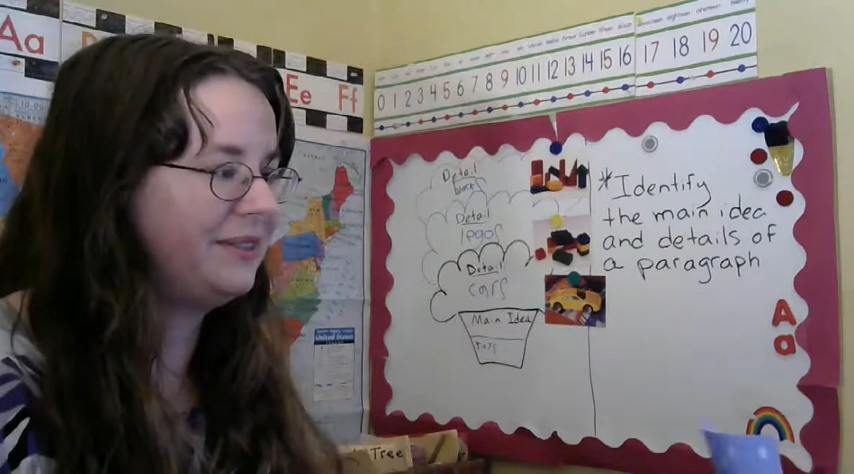 Aa
Ee
Ff
0 1 2 3 4 5 6 7 8 9 10 11 12 13 14 15 16 17 18 19 20
Detail
blocks
Detail
legos
Detail
cars
Main Idea
Toys
*Identify
the main idea
and details of
a paragraph
A
a
United States
Tree